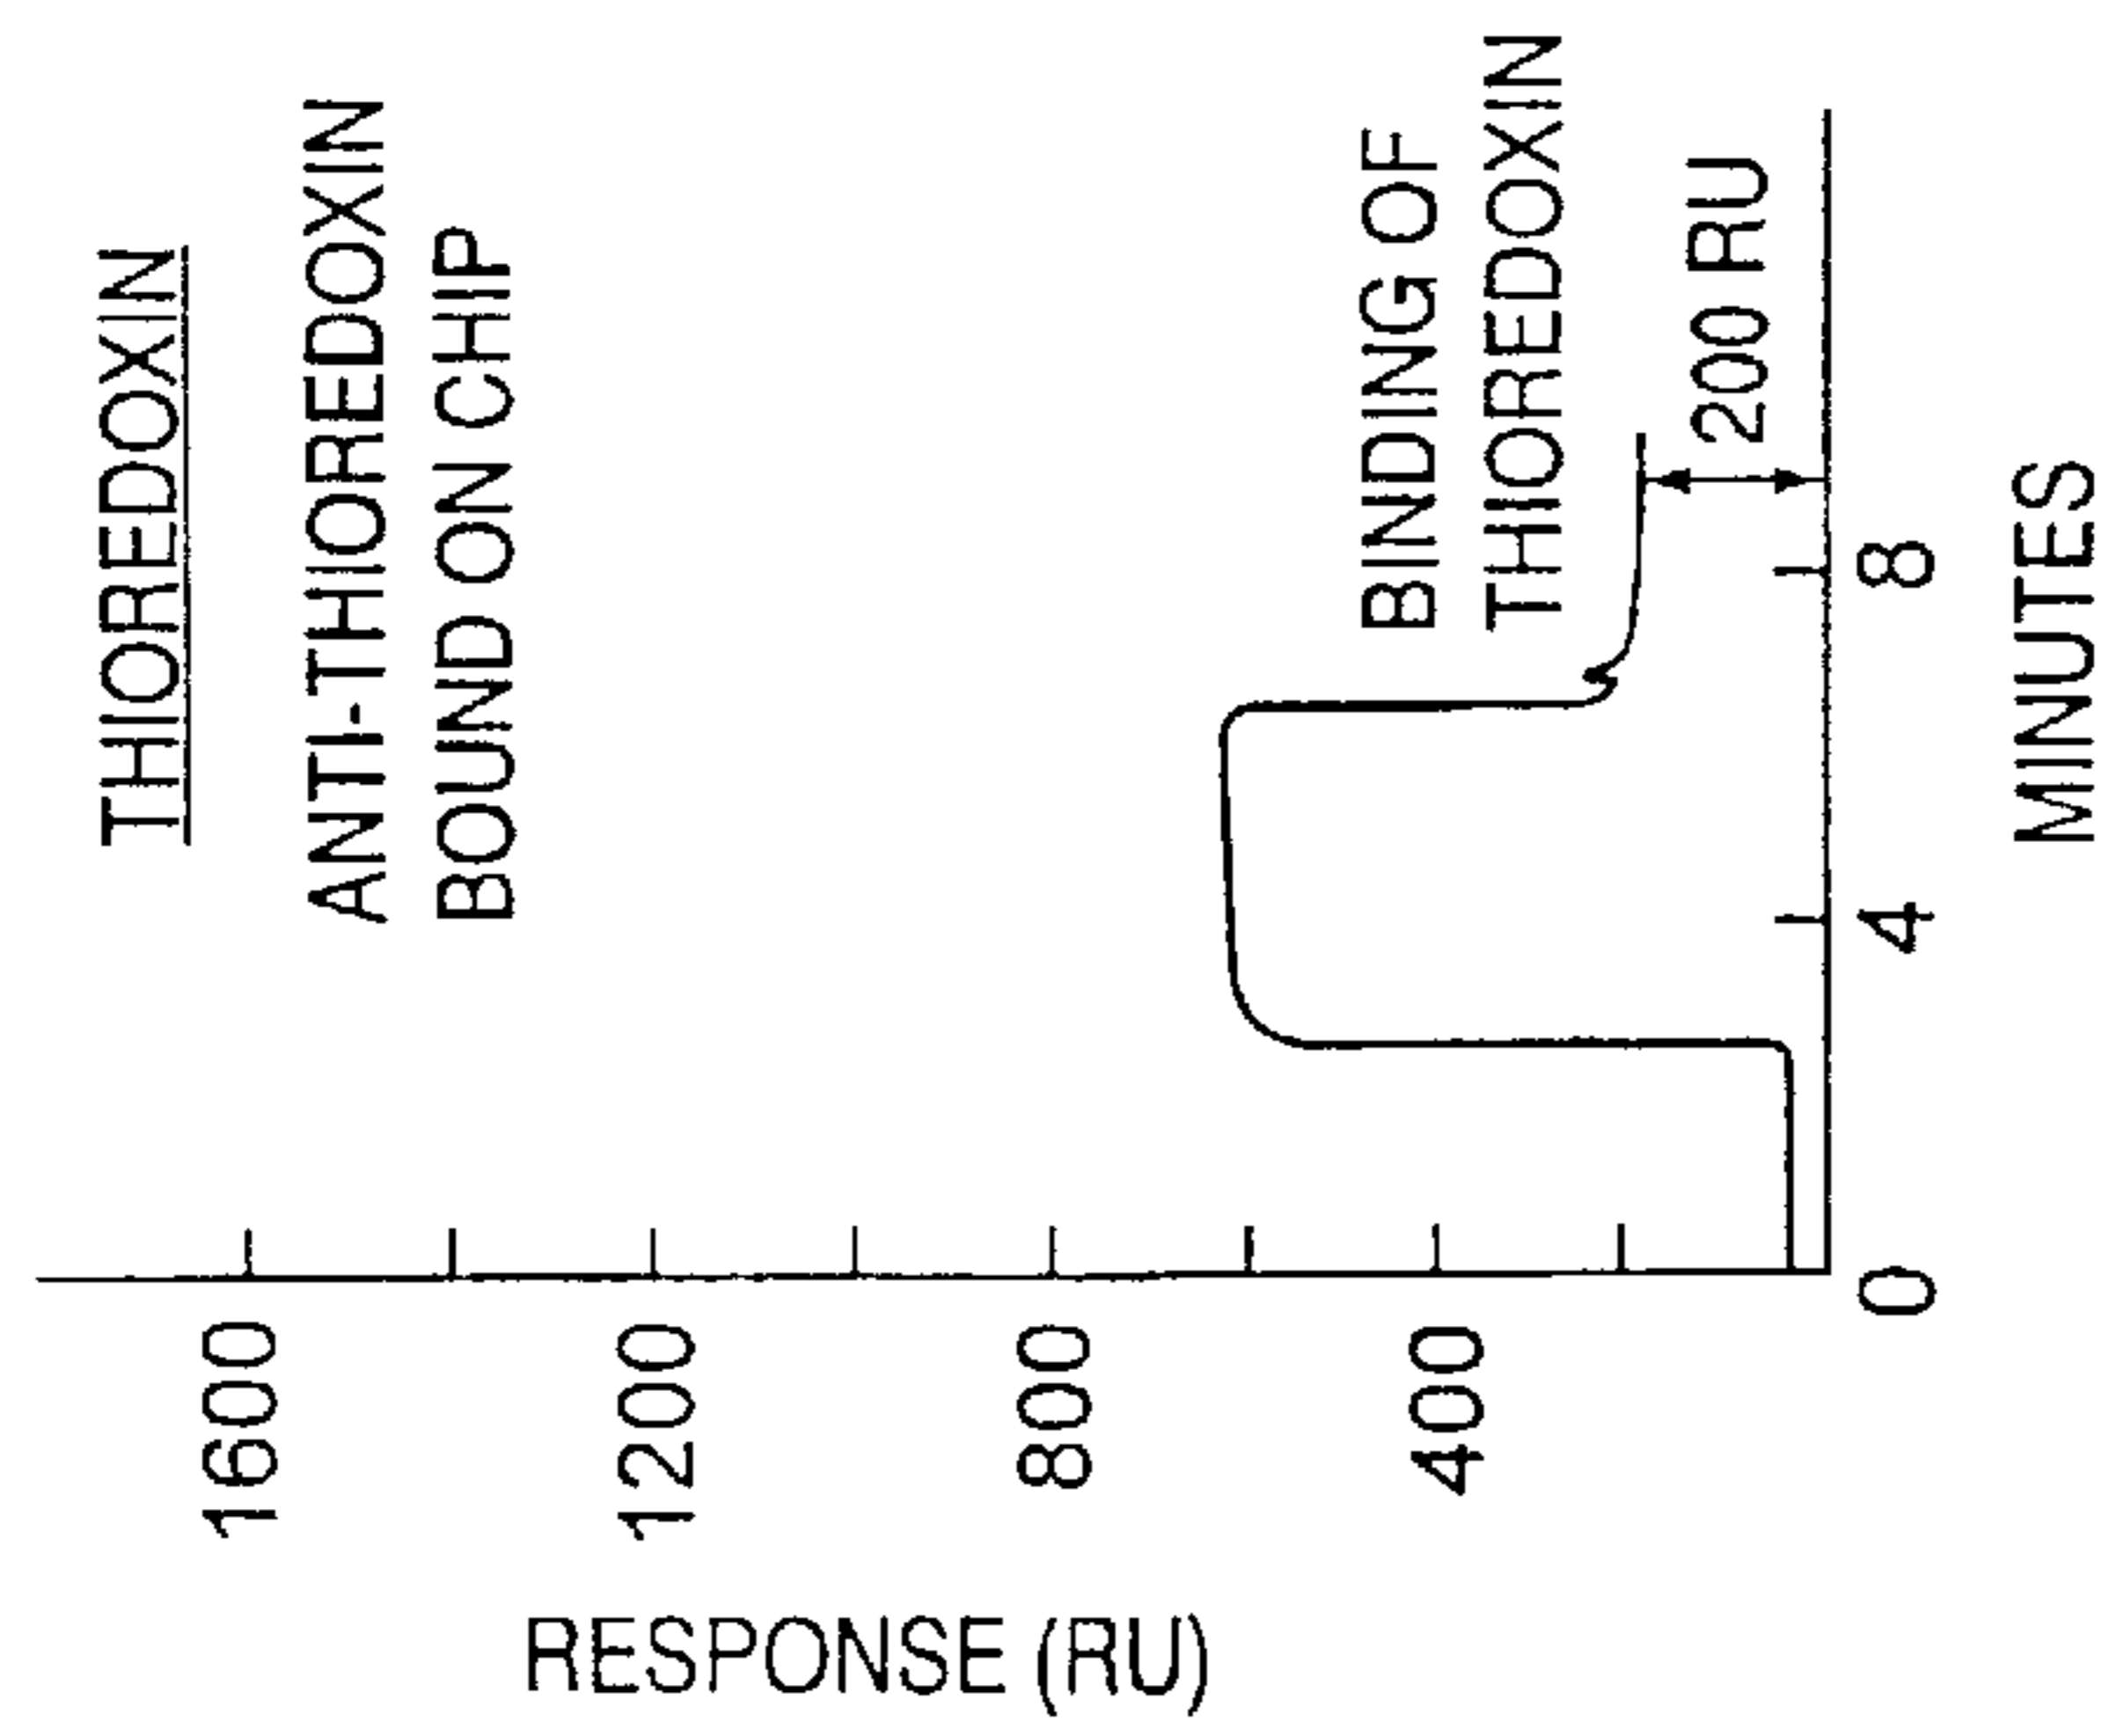 THIOREDOXIN
ANTI-THIOREDOXIN
BOUND ON CHIP
RESPONSE (RU)
1600
1200
800
400
BINDING OF
THIOREDOXIN
200 RU
0
4
8
MINUTES